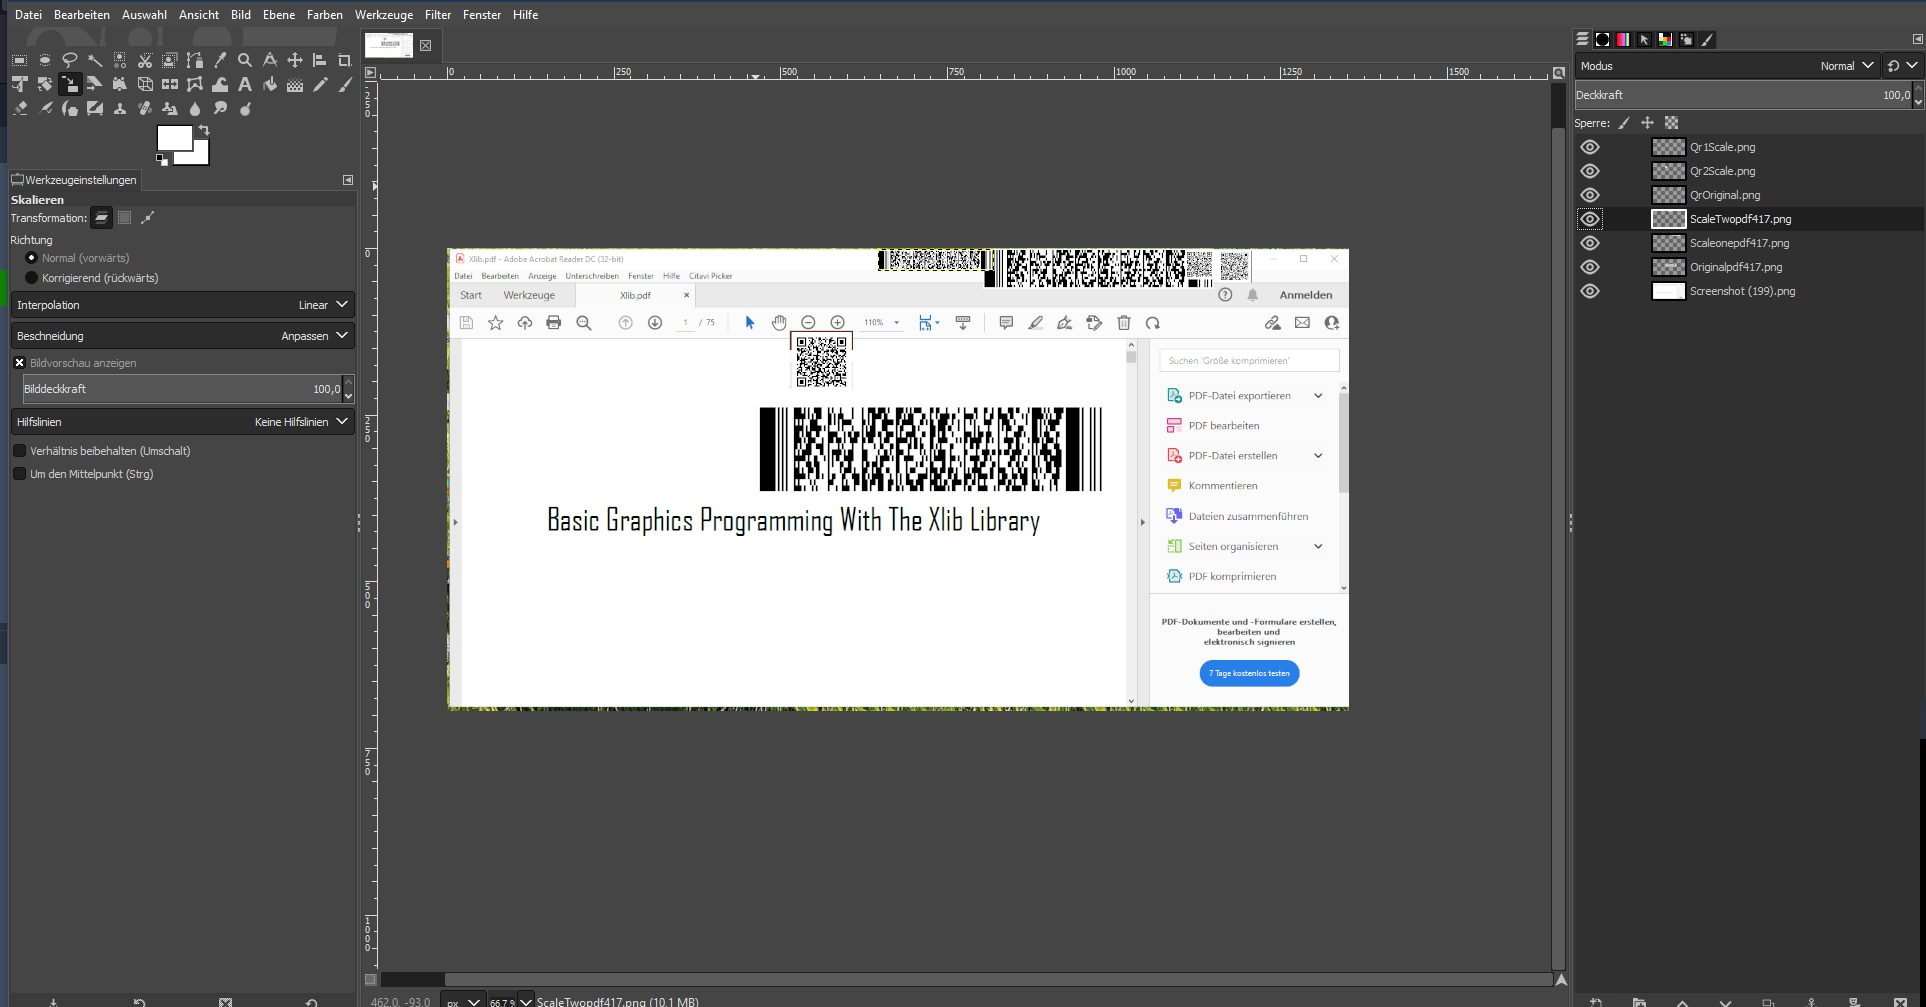 Datei Bearbeiten Auswahl Ansicht Bild Ebene Farben Werkzeuge Filter Fenster Hilfe
Werkzeugeinstellungen
Skalieren
Transformation:
Richtung
Normal (vorwärts)
Korrigierend (rückwärts)
Interpolation Linear
Beschneidung Anpassen
Bildvorschau anzeigen
Bilddeckkraft 100,0
Hilfslinien Keine Hilfslinien
Verhältnis beibehalten (Umschalt)
Um den Mittelpunkt (Strg)
0 250 500 750 1000 1250 1500
250
0
250
500
750
1000
Xlib.pdf - Adobe Acrobat Reader DC (32-bit)
Datei Bearbeiten Anzeige Unterschreiben Fenster Hilfe Citavi Picker
Start Werkzeuge Xlib.pdf × Anmelden
1 / 75 110%
Basic Graphics Programming With The Xlib Library
Suchen 'Größe komprimieren'
PDF-Datei exportieren
PDF bearbeiten
PDF-Datei erstellen
Kommentieren
Dateien zusammenführen
Seiten organisieren
PDF komprimieren
PDF-Dokumente und -Formulare erstellen,
bearbeiten und
elektronisch signieren
7 Tage kostenlos testen
462,0, -93,0 px 66,7 % ScaleTwopdf417.png (10,1 MB)
Modus Normal
Deckkraft 100,0
Sperre:
Qr1Scale.png
Qr2Scale.png
QrOriginal.png
ScaleTwopdf417.png
Scaleonepdf417.png
Originalpdf417.png
Screenshot (199).png